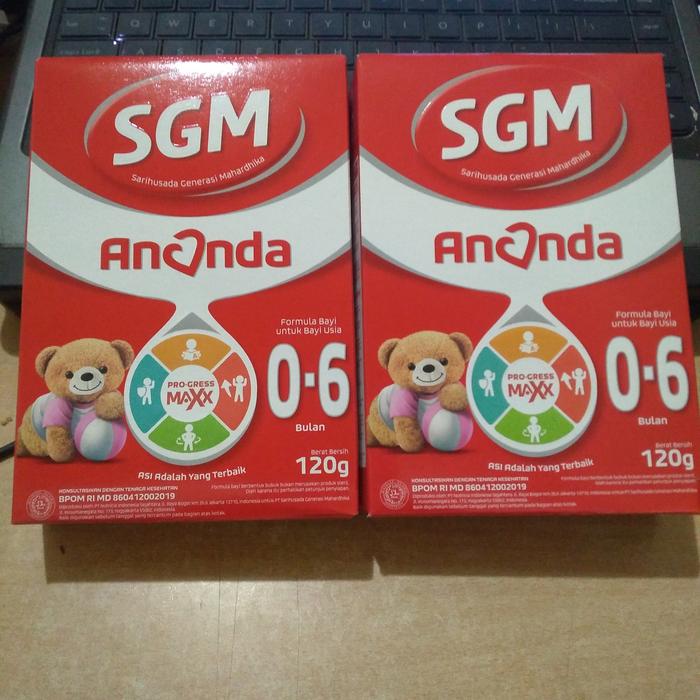 SGM
Sarihusada Generasi Mahardhika
Ananda
Formula Bayi
untuk Bayi Usia
0-6
Bulan
PRO-GRESS
MAXX
Berat Bersih
120g
ASI Adalah Yang Terbaik
KONSULTASIKAN DENGAN TENAGA KESEHATAN
BPOM RI MD 860412002019
SGM
Sarihusada Generasi Mahardhika
Ananda
Formula Bayi
untuk Bayi Usia
0-6
Bulan
PRO-GRESS
MAXX
Berat Bersih
120g
ASI Adalah Yang Terbaik
KONSULTASIKAN DENGAN TENAGA KESEHATAN
BPOM RI MD 860412002019